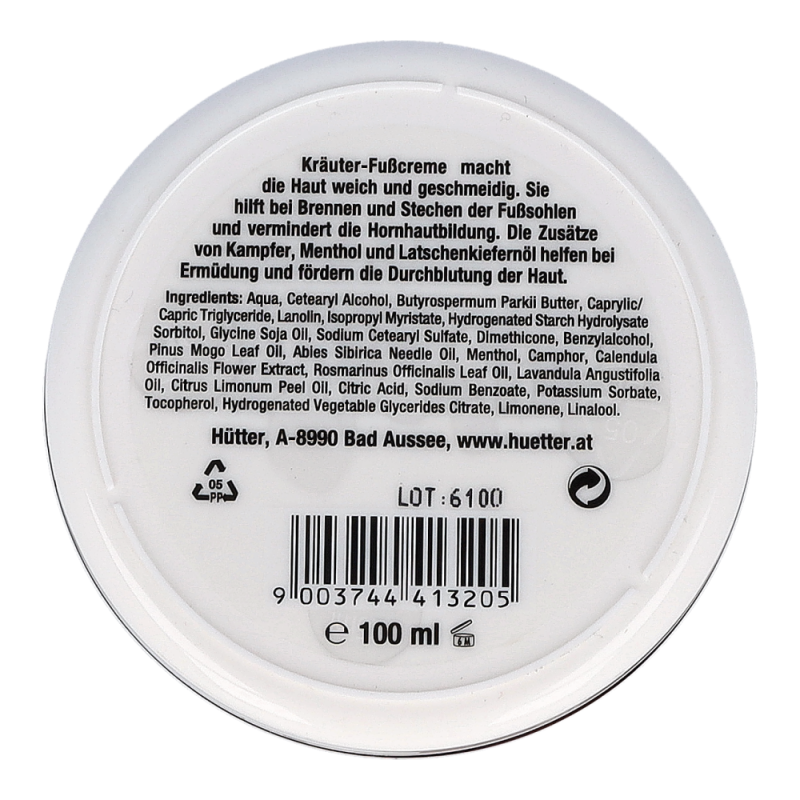 Kräuter-Fußcreme macht
die Haut weich und geschmeidig. Sie
hilft bei Brennen und Stechen der Fußsohlen
und vermindert die Hornhautbildung. Die Zusätze
von Kampfer, Menthol und Latschenkiefernöl helfen bei
Ermüdung und fördern die Durchblutung der Haut.
Ingredients: Aqua, Cetearyl Alcohol, Butyrospermum Parkii Butter, Caprylic/
Capric Triglyceride, Lanolin, Isopropyl Myristate, Hydrogenated Starch Hydrolysate
Sorbitol, Glycine Soja Oil, Sodium Cetearyl Sulfate, Dimethicone, Benzylalcohol,
Pinus Mogo Leaf Oil, Abies Sibirica Needle Oil, Menthol, Camphor, Calendula
Officinalis Flower Extract, Rosmarinus Officinalis Leaf Oil, Lavandula Angustifolia
Oil, Citrus Limonum Peel Oil, Citric Acid, Sodium Benzoate, Potassium Sorbate,
Tocopherol, Hydrogenated Vegetable Glycerides Citrate, Limonene, Linalool.
Hütter, A-8990 Bad Aussee, www.huetter.at
05
PP
LOT:6100
9 003744 413205
℮ 100 ml 6M